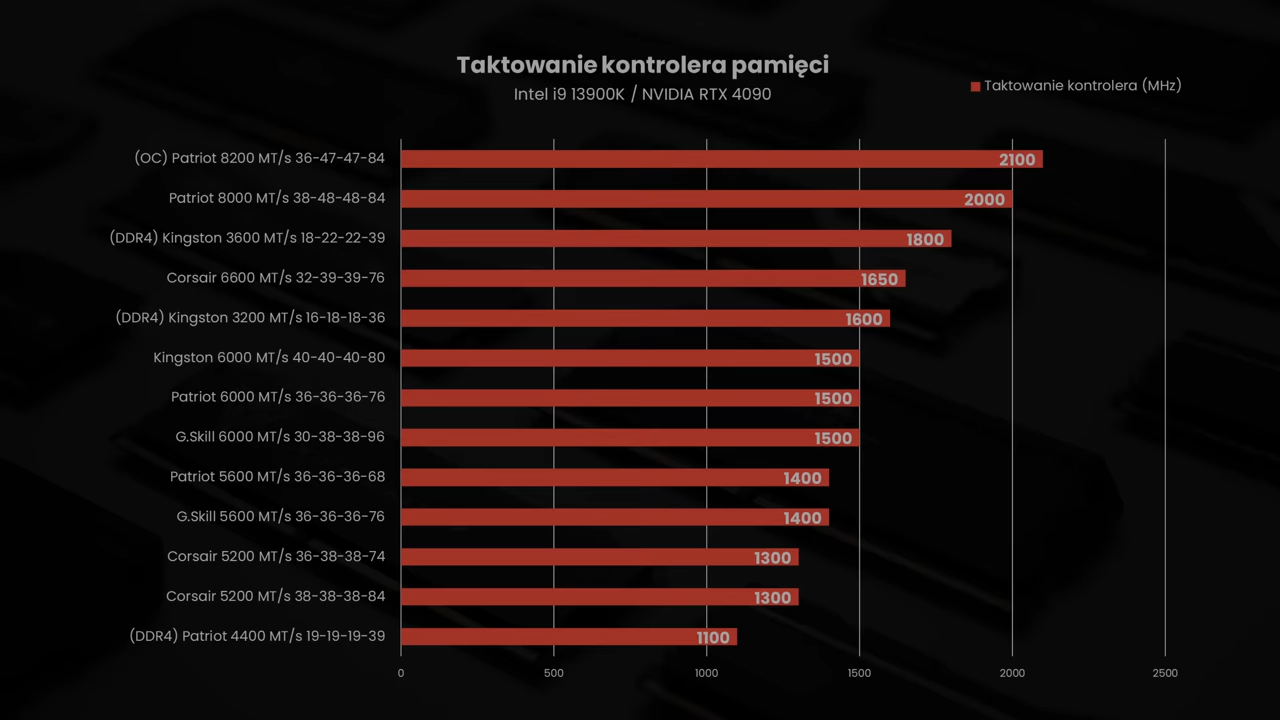 Taktowanie kontrolera pamięci
Intel i9 13900K / NVIDIA RTX 4090
Taktowanie kontrolera (MHz)
(OC) Patriot 8200 MT/s 36-47-47-84 2100
Patriot 8000 MT/s 38-48-48-84 2000
(DDR4) Kingston 3600 MT/s 18-22-22-39 1800
Corsair 6600 MT/s 32-39-39-76 1650
(DDR4) Kingston 3200 MT/s 16-18-18-36 1600
Kingston 6000 MT/s 40-40-40-80 1500
Patriot 6000 MT/s 36-36-36-76 1500
G.Skill 6000 MT/s 30-38-38-96 1500
Patriot 5600 MT/s 36-36-36-68 1400
G.Skill 5600 MT/s 36-36-36-76 1400
Corsair 5200 MT/s 36-38-38-74 1300
Corsair 5200 MT/s 38-38-38-84 1300
(DDR4) Patriot 4400 MT/s 19-19-19-39 1100
0 500 1000 1500 2000 2500